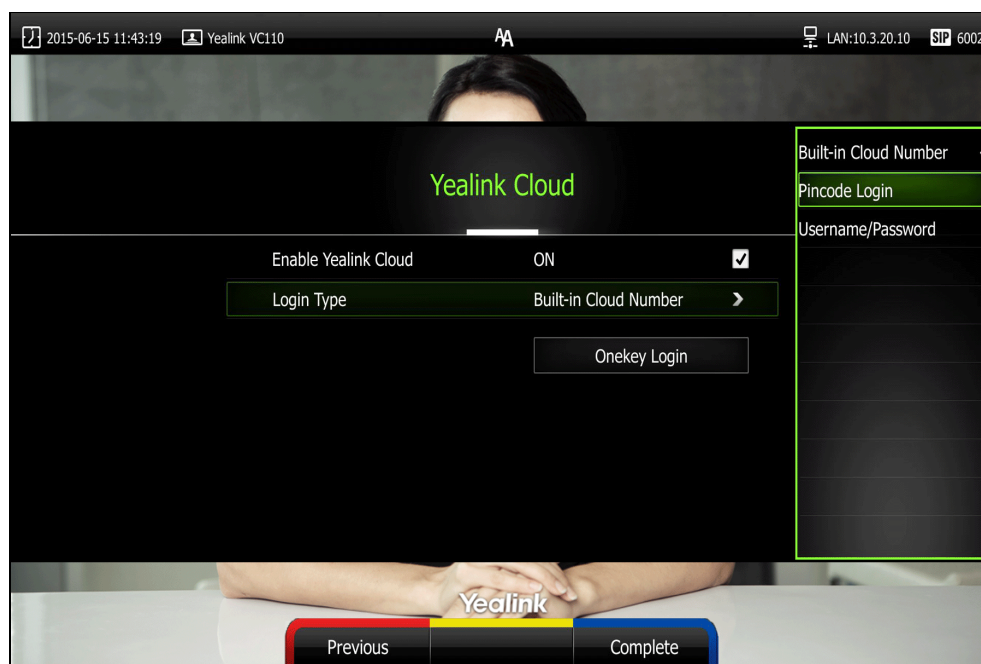 2015-06-15 11:43:19 Yealink VC110 AA LAN:10.3.20.10 SIP 6002
Yealink Cloud
Enable Yealink Cloud ON
Login Type Built-in Cloud Number
Onekey Login
Built-in Cloud Number
Pincode Login
Username/Password
Yealink
Previous Complete